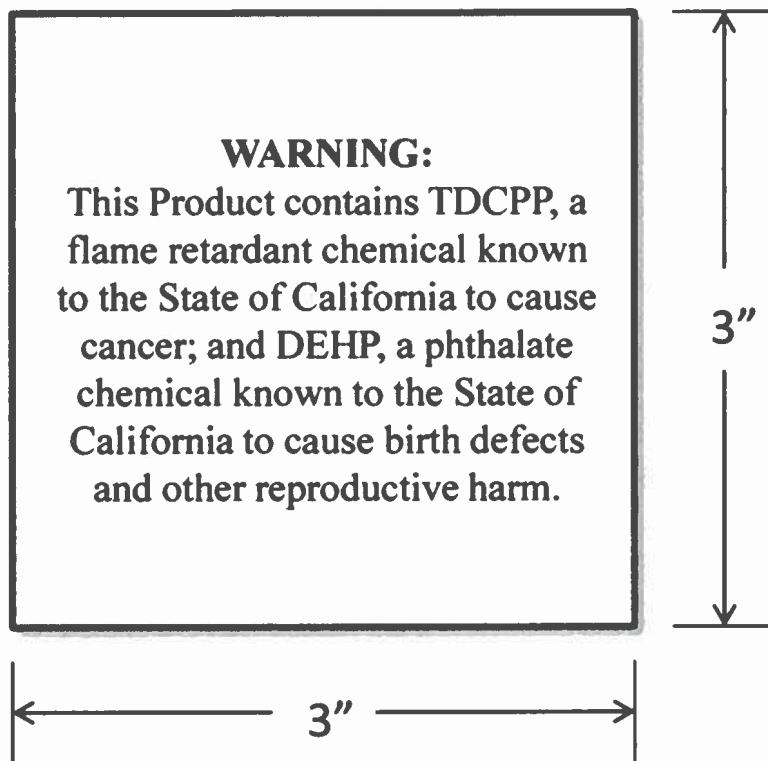 WARNING:
This Product contains TDCPP, a
flame retardant chemical known
to the State of California to cause
cancer; and DEHP, a phthalate
chemical known to the State of
California to cause birth defects
and other reproductive harm.
3"
3"